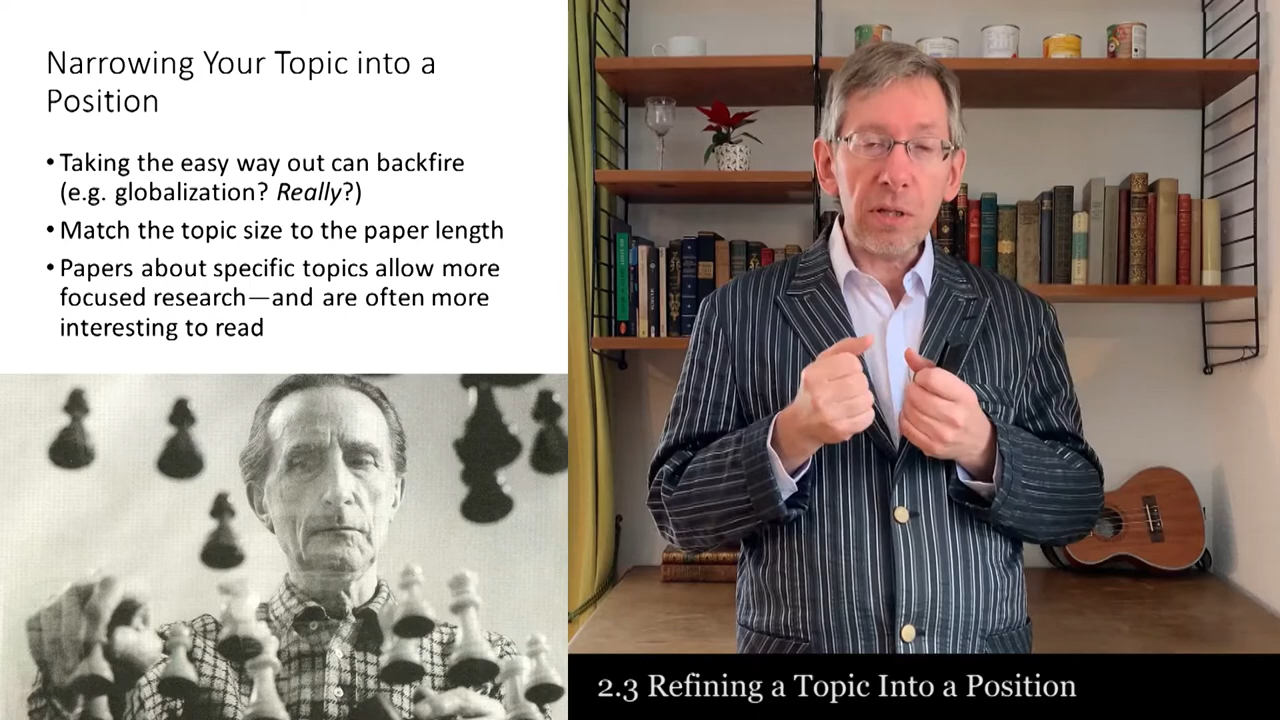 Narrowing Your Topic into a
Position
• Taking the easy way out can backfire
(e.g. globalization? Really?)
• Match the topic size to the paper length
• Papers about specific topics allow more
focused research—and are often more
interesting to read
2.3 Refining a Topic Into a Position